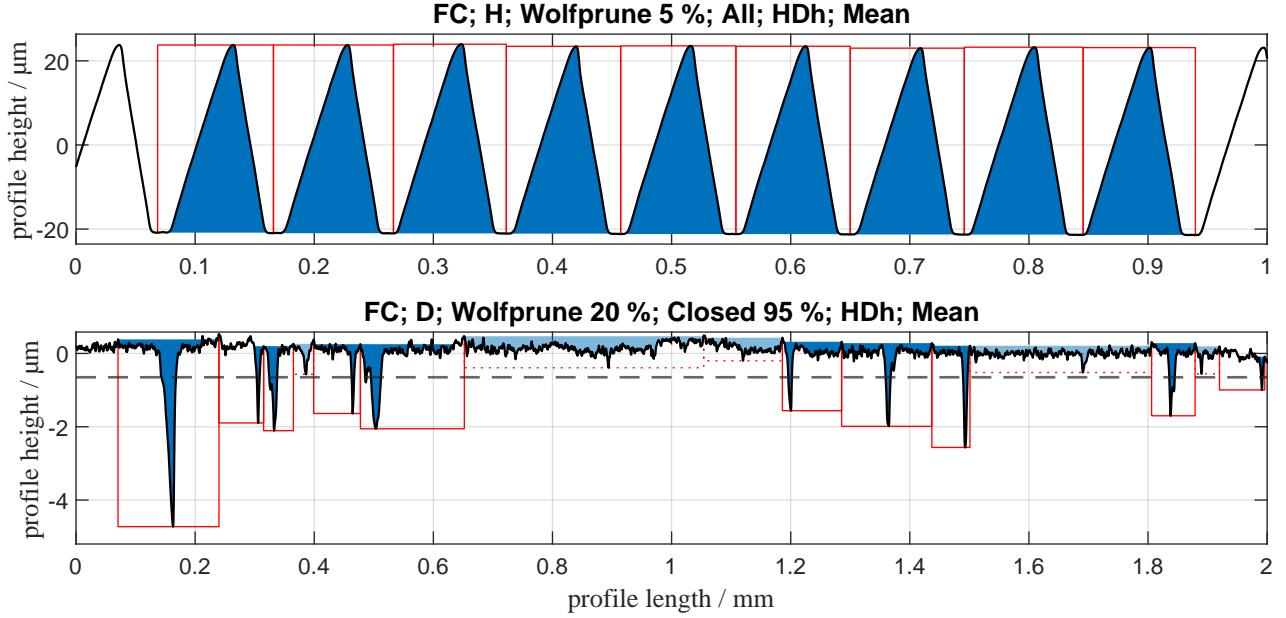 FC; H; Wolfprune 5 %; All; HDh; Mean
profile height / µm
20
0
-20
0 0.1 0.2 0.3 0.4 0.5 0.6 0.7 0.8 0.9 1
FC; D; Wolfprune 20 %; Closed 95 %; HDh; Mean
profile height / µm
0
-2
-4
0 0.2 0.4 0.6 0.8 1 1.2 1.4 1.6 1.8 2
profile length / mm